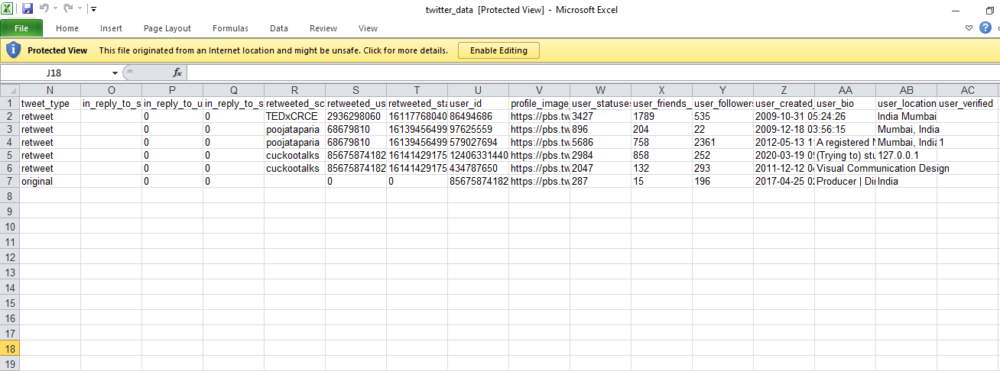 twitter_data [Protected View] - Microsoft Excel
File Home Insert Page Layout Formulas Data Review View
Protected View This file originated from an Internet location and might be unsafe. Click for more details. Enable Editing
J18 fx
N O P Q R S T U V W X Y Z AA AB AC
1 tweet_type in_reply_to_s in_reply_to_u in_reply_to_s retweeted_sc retweeted_us retweeted_sta user_id profile_image_ user_statuses user_friends_ user_followers user_created_ user_bio user_location user_verified
2 retweet 0 0 TEDxCRCE 2936298060 16117768040 86494686 https://pbs.tw 3427 1789 535 2009-10-31 05:24:26 India Mumbai
3 retweet 0 0 poojataparia 68679810 16139456499 97625559 https://pbs.tw 896 204 22 2009-12-18 03:56:15 Mumbai, India
4 retweet 0 0 poojataparia 68679810 16139456499 579027694 https://pbs.tw 5686 758 2361 2012-05-13 1 A registered Mumbai, India 1
5 retweet 0 0 cuckootalks 85675874182 16141429175 12406331440 https://pbs.tw 2984 858 252 2020-03-19 0 (Trying to) stu 127.0.0.1
6 retweet 0 0 cuckootalks 85675874182 16141429175 434787650 https://pbs.tw 2047 132 293 2011-12-12 04 Visual Communication Design
7 original 0 0 0 0 85675874182 https://pbs.tw 287 15 196 2017-04-25 02 Producer | Dir India
8
9
10
11
12
13
14
15
16
17
18
19